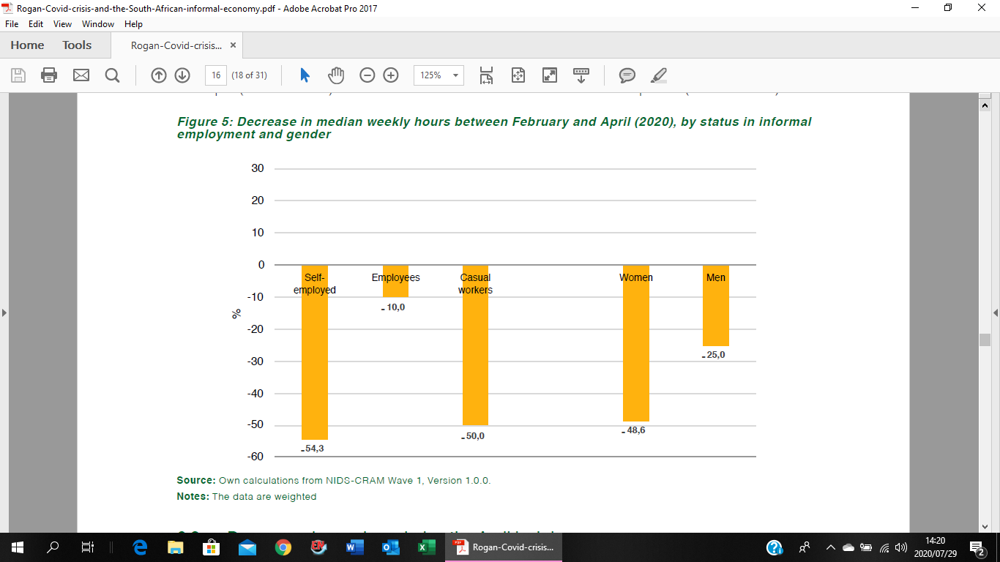 Rogan-Covid-crisis-and-the-South-African-informal-economy.pdf - Adobe Acrobat Pro 2017
File Edit View Window Help
Home Tools Rogan-Covid-crisis... ×
16 (18 of 31) 125%
Figure 5: Decrease in median weekly hours between February and April (2020), by status in informal
employment and gender
30
20
10
0
-10
-20
-30
-40
-50
-60
%
Self-
employed
Employees
Casual
workers
Women
Men
-54,3
-10,0
-50,0
-48,6
-25,0
Source: Own calculations from NIDS-CRAM Wave 1, Version 1.0.0.
Notes: The data are weighted
Rogan-Covid-crisis...
14:20
2020/07/29
2